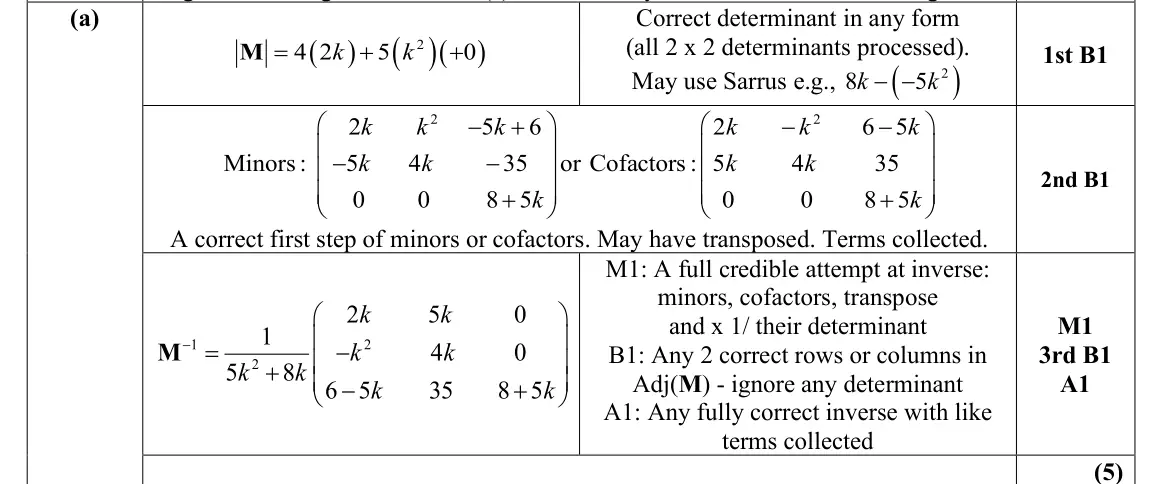 (a)
|M| = 4(2k) + 5(k²)(+0)
Correct determinant in any form
(all 2 x 2 determinants processed).
May use Sarrus e.g., 8k − (−5k²)
1st B1
Minors : ( 2k k² −5k + 6 ; −5k 4k −35 ; 0 0 8 + 5k ) or Cofactors : ( 2k −k² 6 − 5k ; 5k 4k 35 ; 0 0 8 + 5k )
A correct first step of minors or cofactors. May have transposed. Terms collected.
2nd B1
M⁻¹ = 1/(5k² + 8k) ( 2k 5k 0 ; −k² 4k 0 ; 6 − 5k 35 8 + 5k )
M1: A full credible attempt at inverse:
minors, cofactors, transpose
and x 1/ their determinant
B1: Any 2 correct rows or columns in
Adj(M) - ignore any determinant
A1: Any fully correct inverse with like
terms collected
M1
3rd B1
A1
(5)